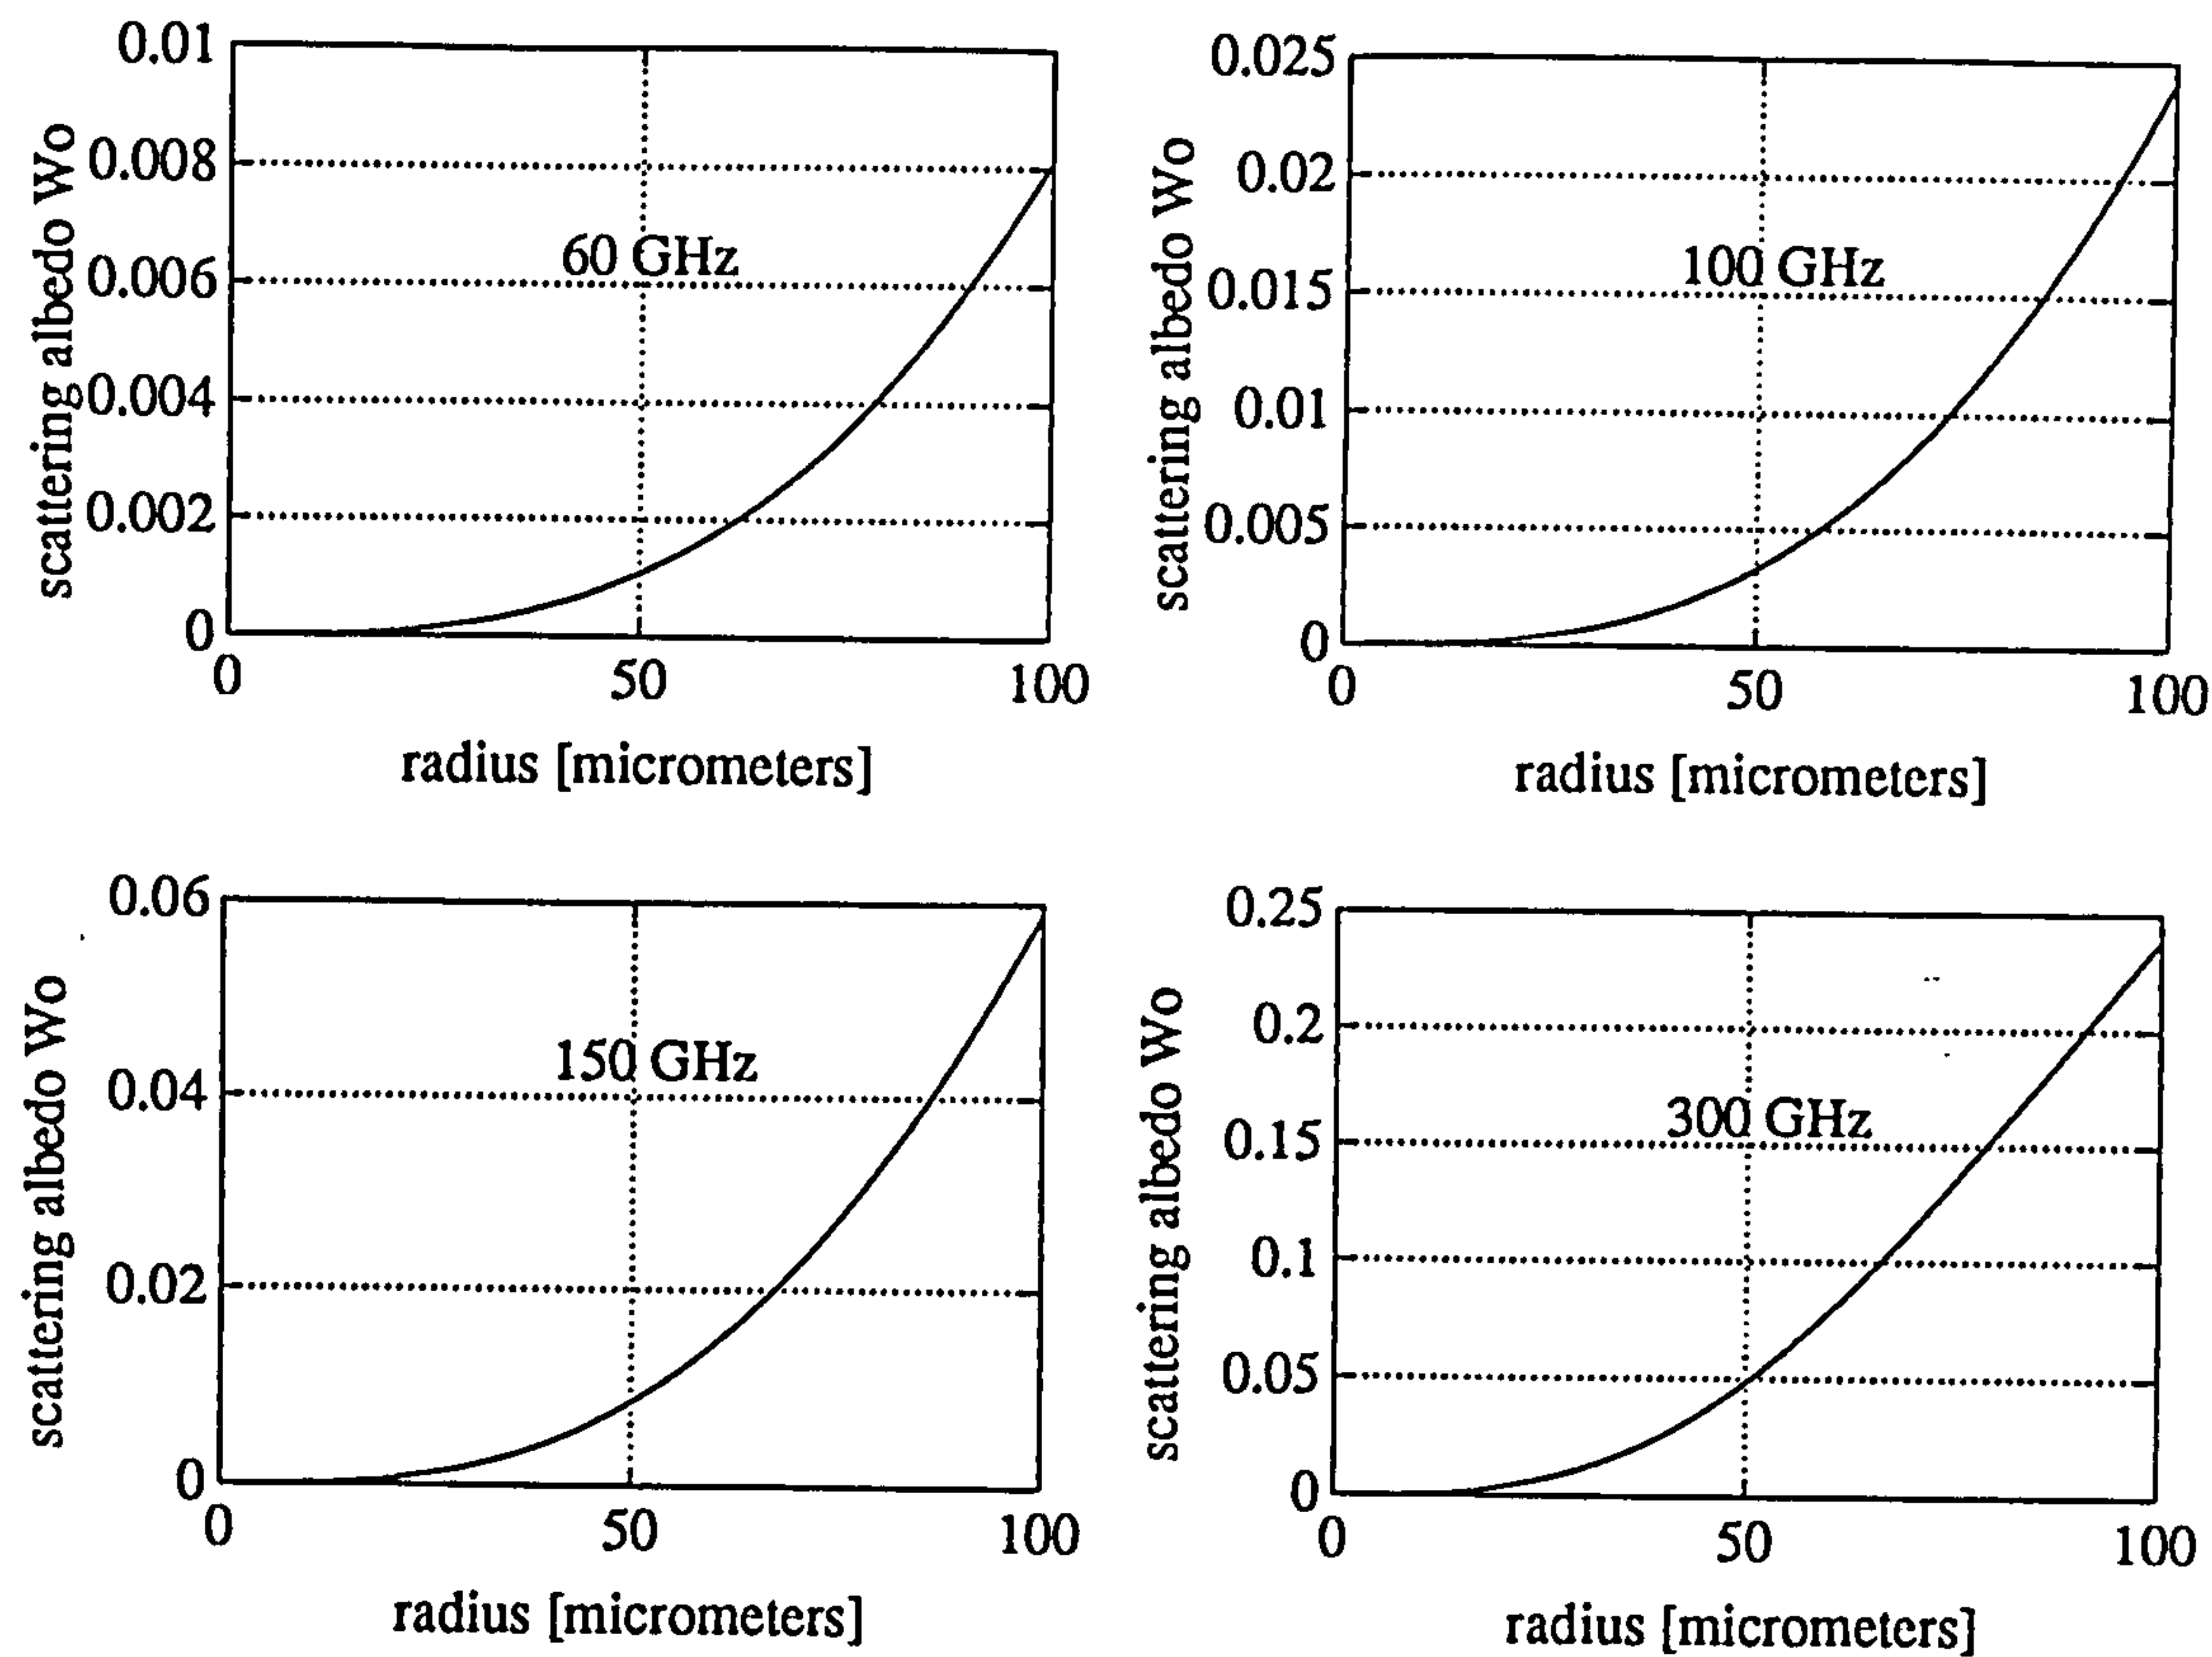 0.01
0.008
0.006
0.004
0.002
0
scattering albedo Wo
60 GHz
0
50
100
radius [micrometers]
0.025
0.02
0.015
0.01
0.005
0
scattering albedo Wo
100 GHz
0
50
100
radius [micrometers]
0.06
0.04
0.02
0
scattering albedo Wo
150 GHz
0
50
100
radius [micrometers]
0.25
0.2
0.15
0.1
0.05
0
scattering albedo Wo
300 GHz
0
50
100
radius [micrometers]